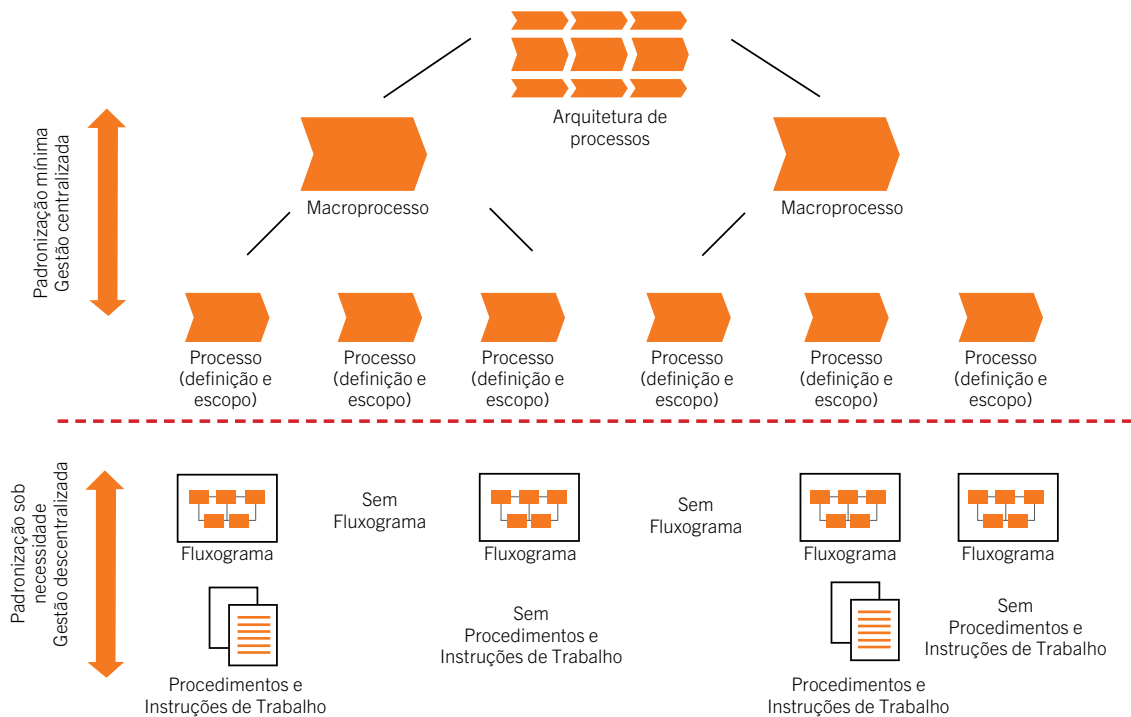 Arquitetura de
processos
Macroprocesso
Macroprocesso
Padronização mínima
Gestão centralizada
Processo
(definição e
escopo)
Processo
(definição e
escopo)
Processo
(definição e
escopo)
Processo
(definição e
escopo)
Processo
(definição e
escopo)
Processo
(definição e
escopo)
Padronização sob
necessidade
Gestão descentralizada
Fluxograma
Sem
Fluxograma
Fluxograma
Sem
Fluxograma
Fluxograma
Fluxograma
Procedimentos e
Instruções de Trabalho
Sem
Procedimentos e
Instruções de Trabalho
Procedimentos e
Instruções de Trabalho
Sem
Procedimentos e
Instruções de Trabalho